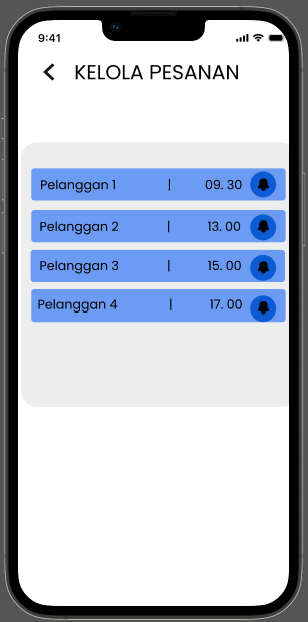 9:41
KELOLA PESANAN
Pelanggan 1 | 09. 30
Pelanggan 2 | 13. 00
Pelanggan 3 | 15. 00
Pelanggan 4 | 17. 00